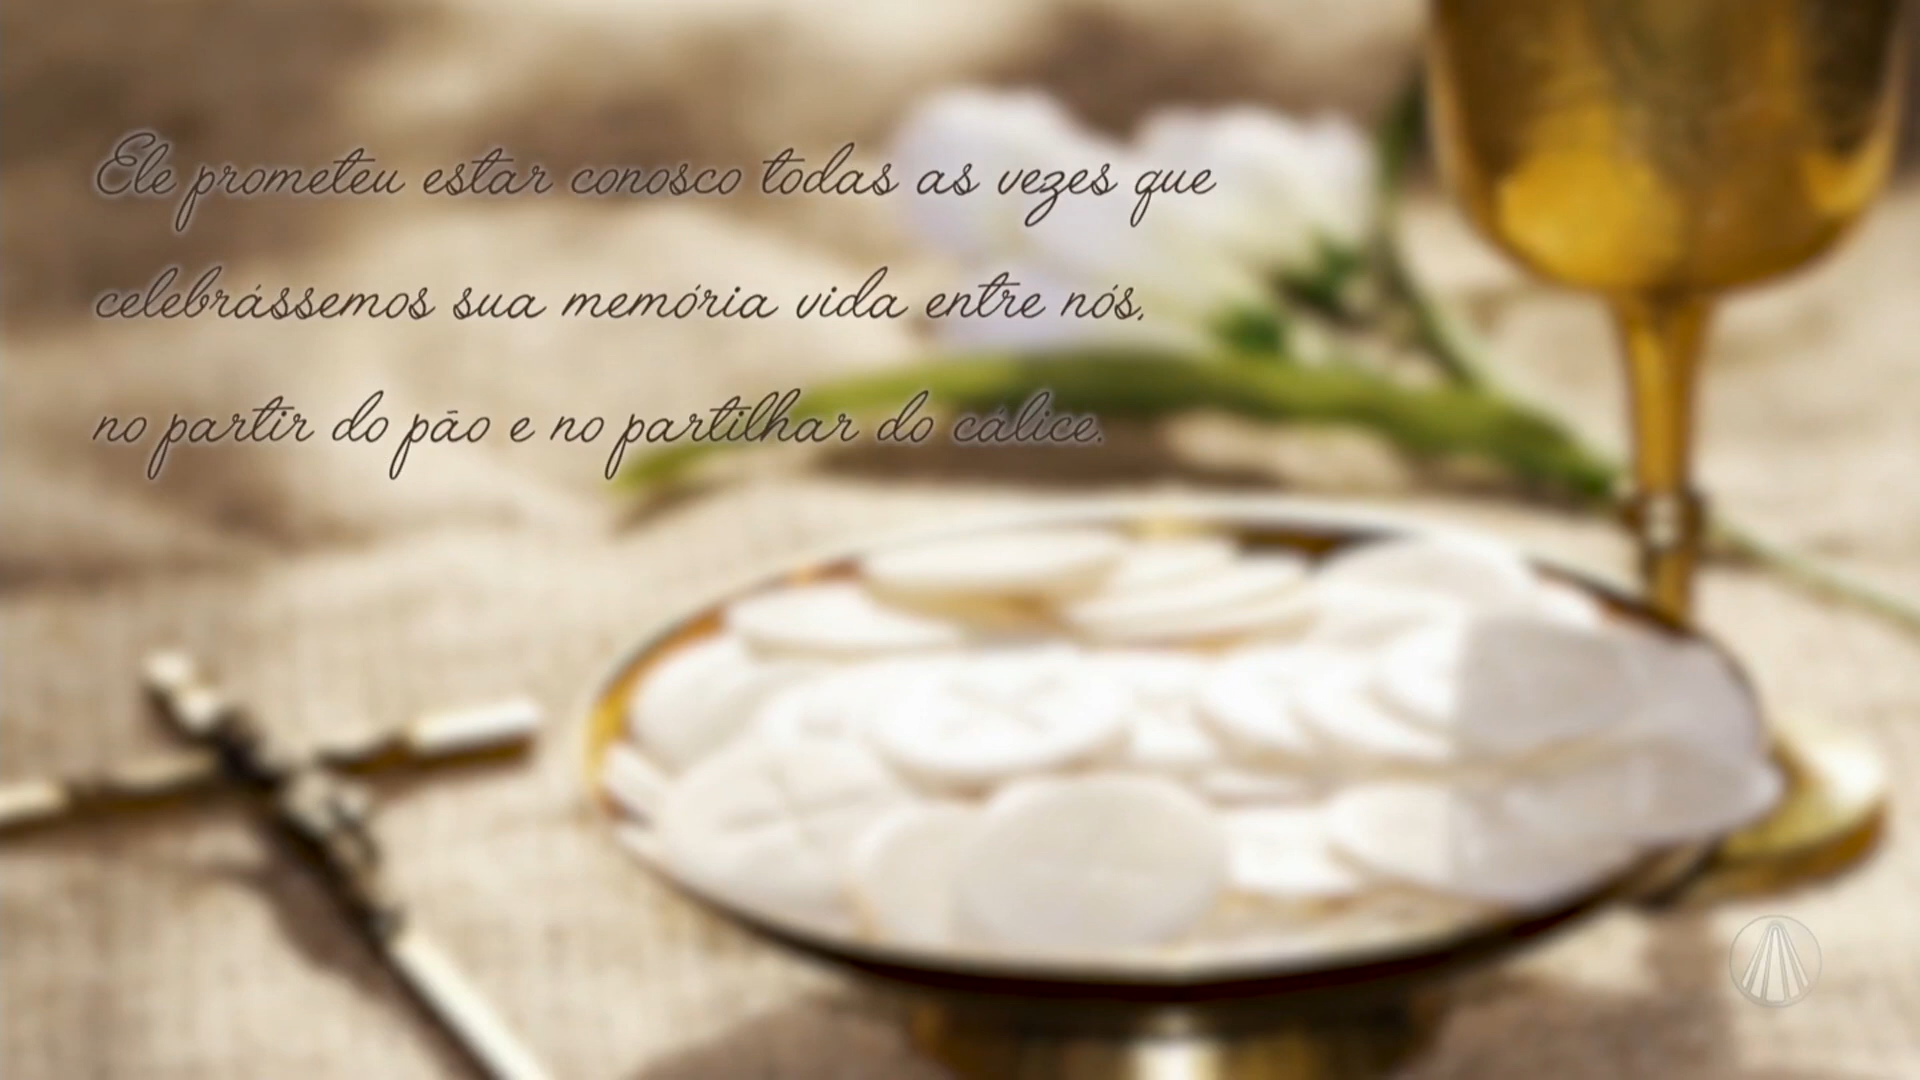 Ele prometeu estar conosco todas as vezes que
celebrássemos sua memória vida entre nós,
no partir do pão e no partilhar do cálice.